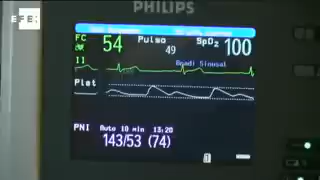 EFE:
PHILIPS
FC 54 Pulso 49 SpO₂ 100
II
Bradi Sinusal
Plet
PNI Auto 10 min 13:20
143/53 (74)